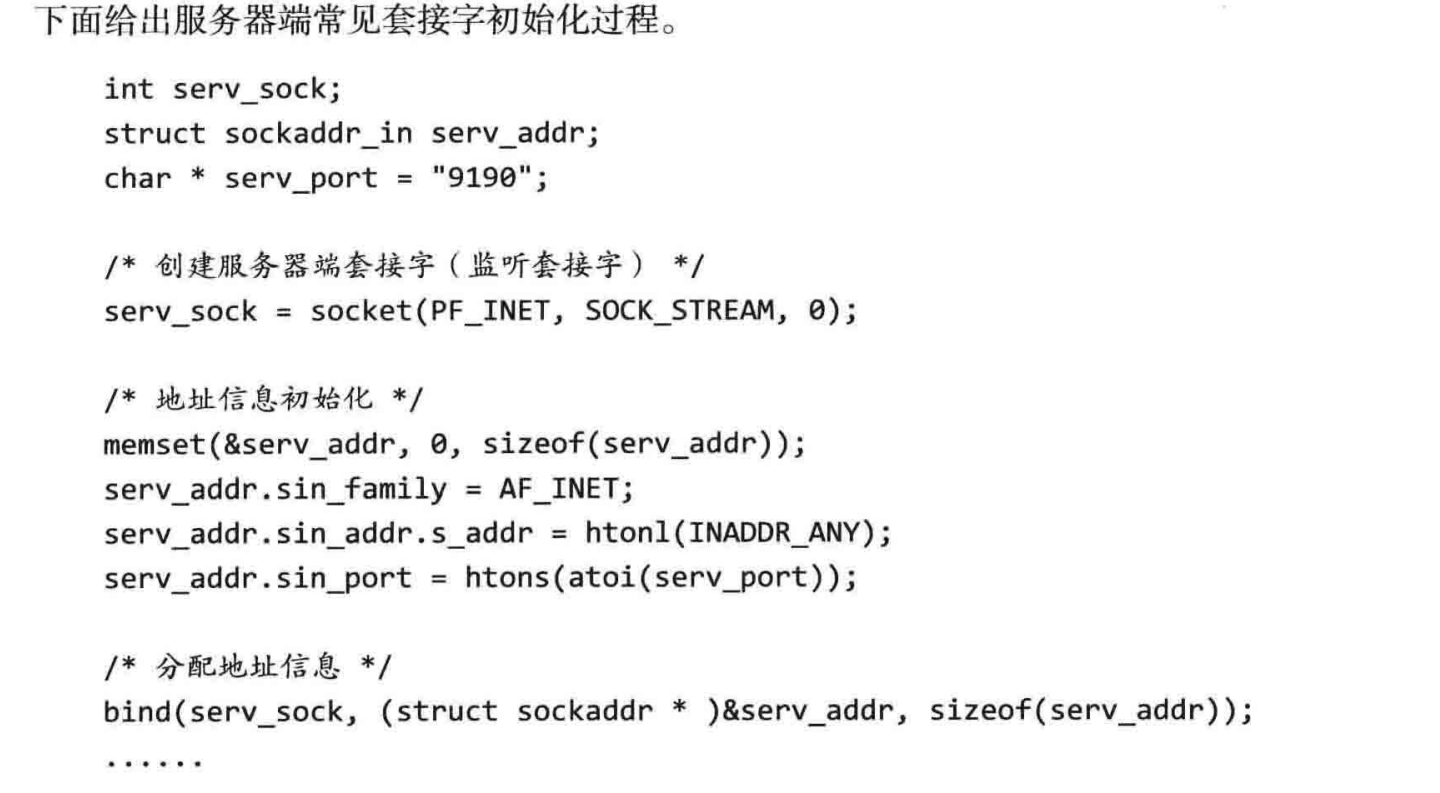 下面给出服务器端常见套接字初始化过程。
int serv_sock;
struct sockaddr_in serv_addr;
char * serv_port = "9190";
/* 创建服务器端套接字（监听套接字） */
serv_sock = socket(PF_INET, SOCK_STREAM, 0);
/* 地址信息初始化 */
memset(&serv_addr, 0, sizeof(serv_addr));
serv_addr.sin_family = AF_INET;
serv_addr.sin_addr.s_addr = htonl(INADDR_ANY);
serv_addr.sin_port = htons(atoi(serv_port));
/* 分配地址信息 */
bind(serv_sock, (struct sockaddr * )&serv_addr, sizeof(serv_addr));
......